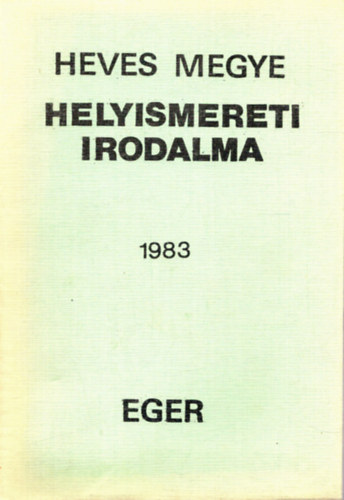 HEVES MEGYE
HELYISMERETI
IRODALMA
1983
EGER